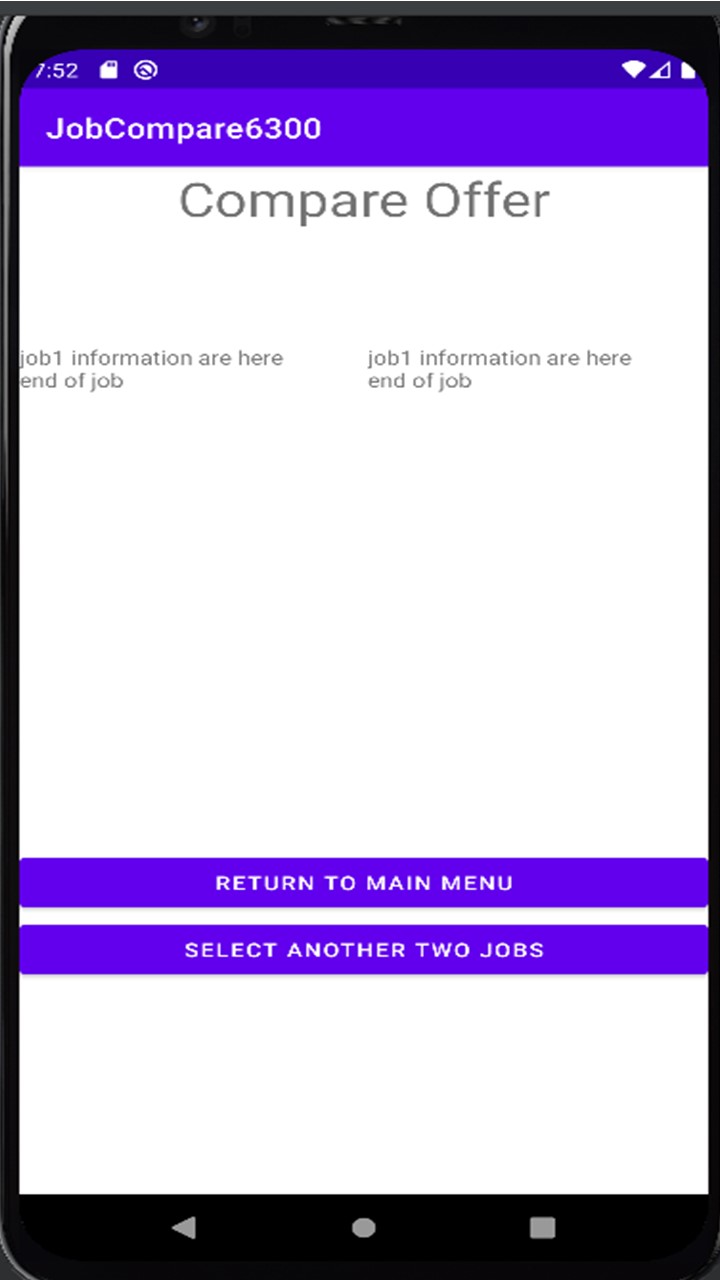 7:52
JobCompare6300
Compare Offer
job1 information are here
end of job
job1 information are here
end of job
RETURN TO MAIN MENU
SELECT ANOTHER TWO JOBS